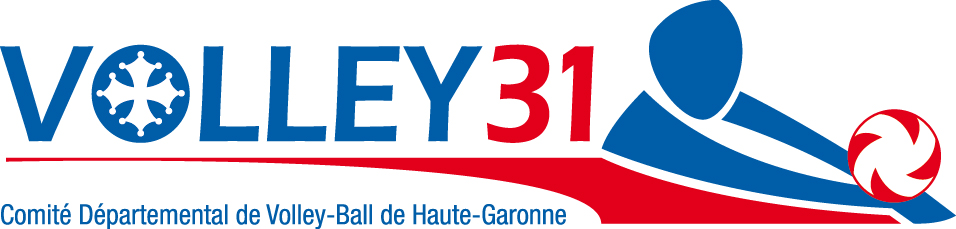 VOLLEY31
Comité Départemental de Volley-Ball de Haute-Garonne